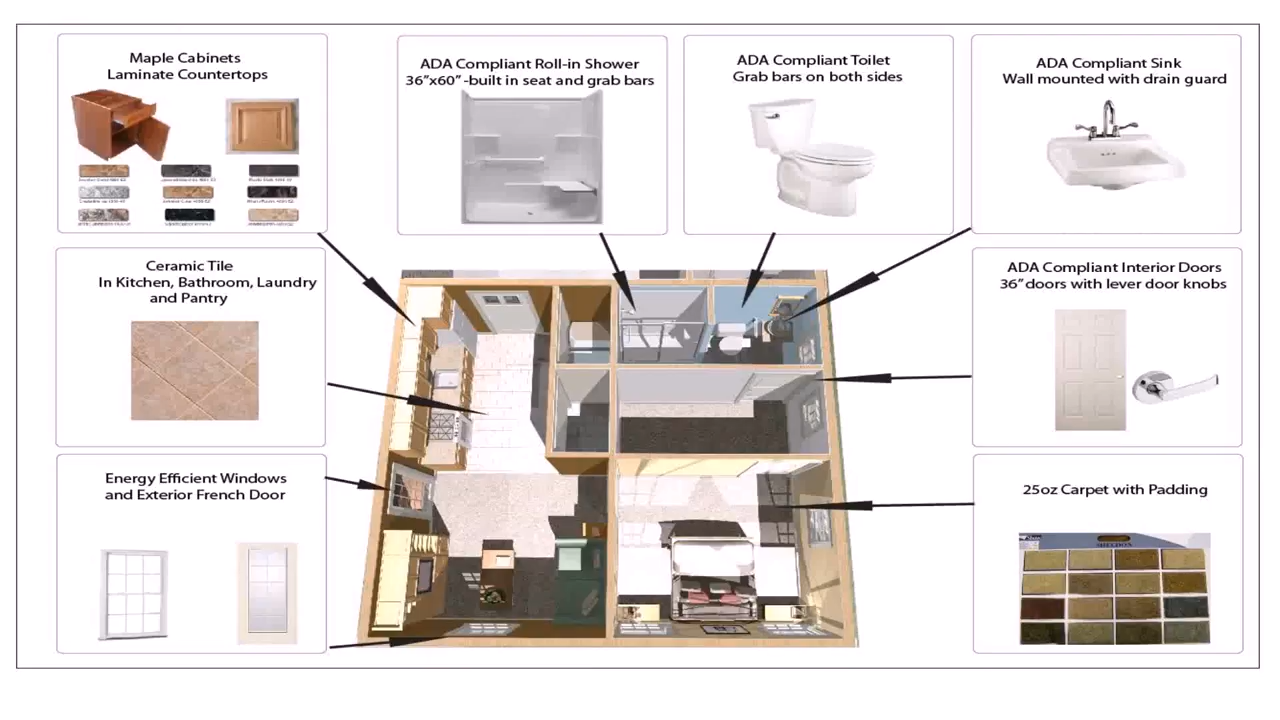 Maple Cabinets
Laminate Countertops
ADA Compliant Roll-in Shower
36”x60” -built in seat and grab bars
ADA Compliant Toilet
Grab bars on both sides
ADA Compliant Sink
Wall mounted with drain guard
Ceramic Tile
In Kitchen, Bathroom, Laundry
and Pantry
ADA Compliant Interior Doors
36” doors with lever door knobs
Energy Efficient Windows
and Exterior French Door
25oz Carpet with Padding